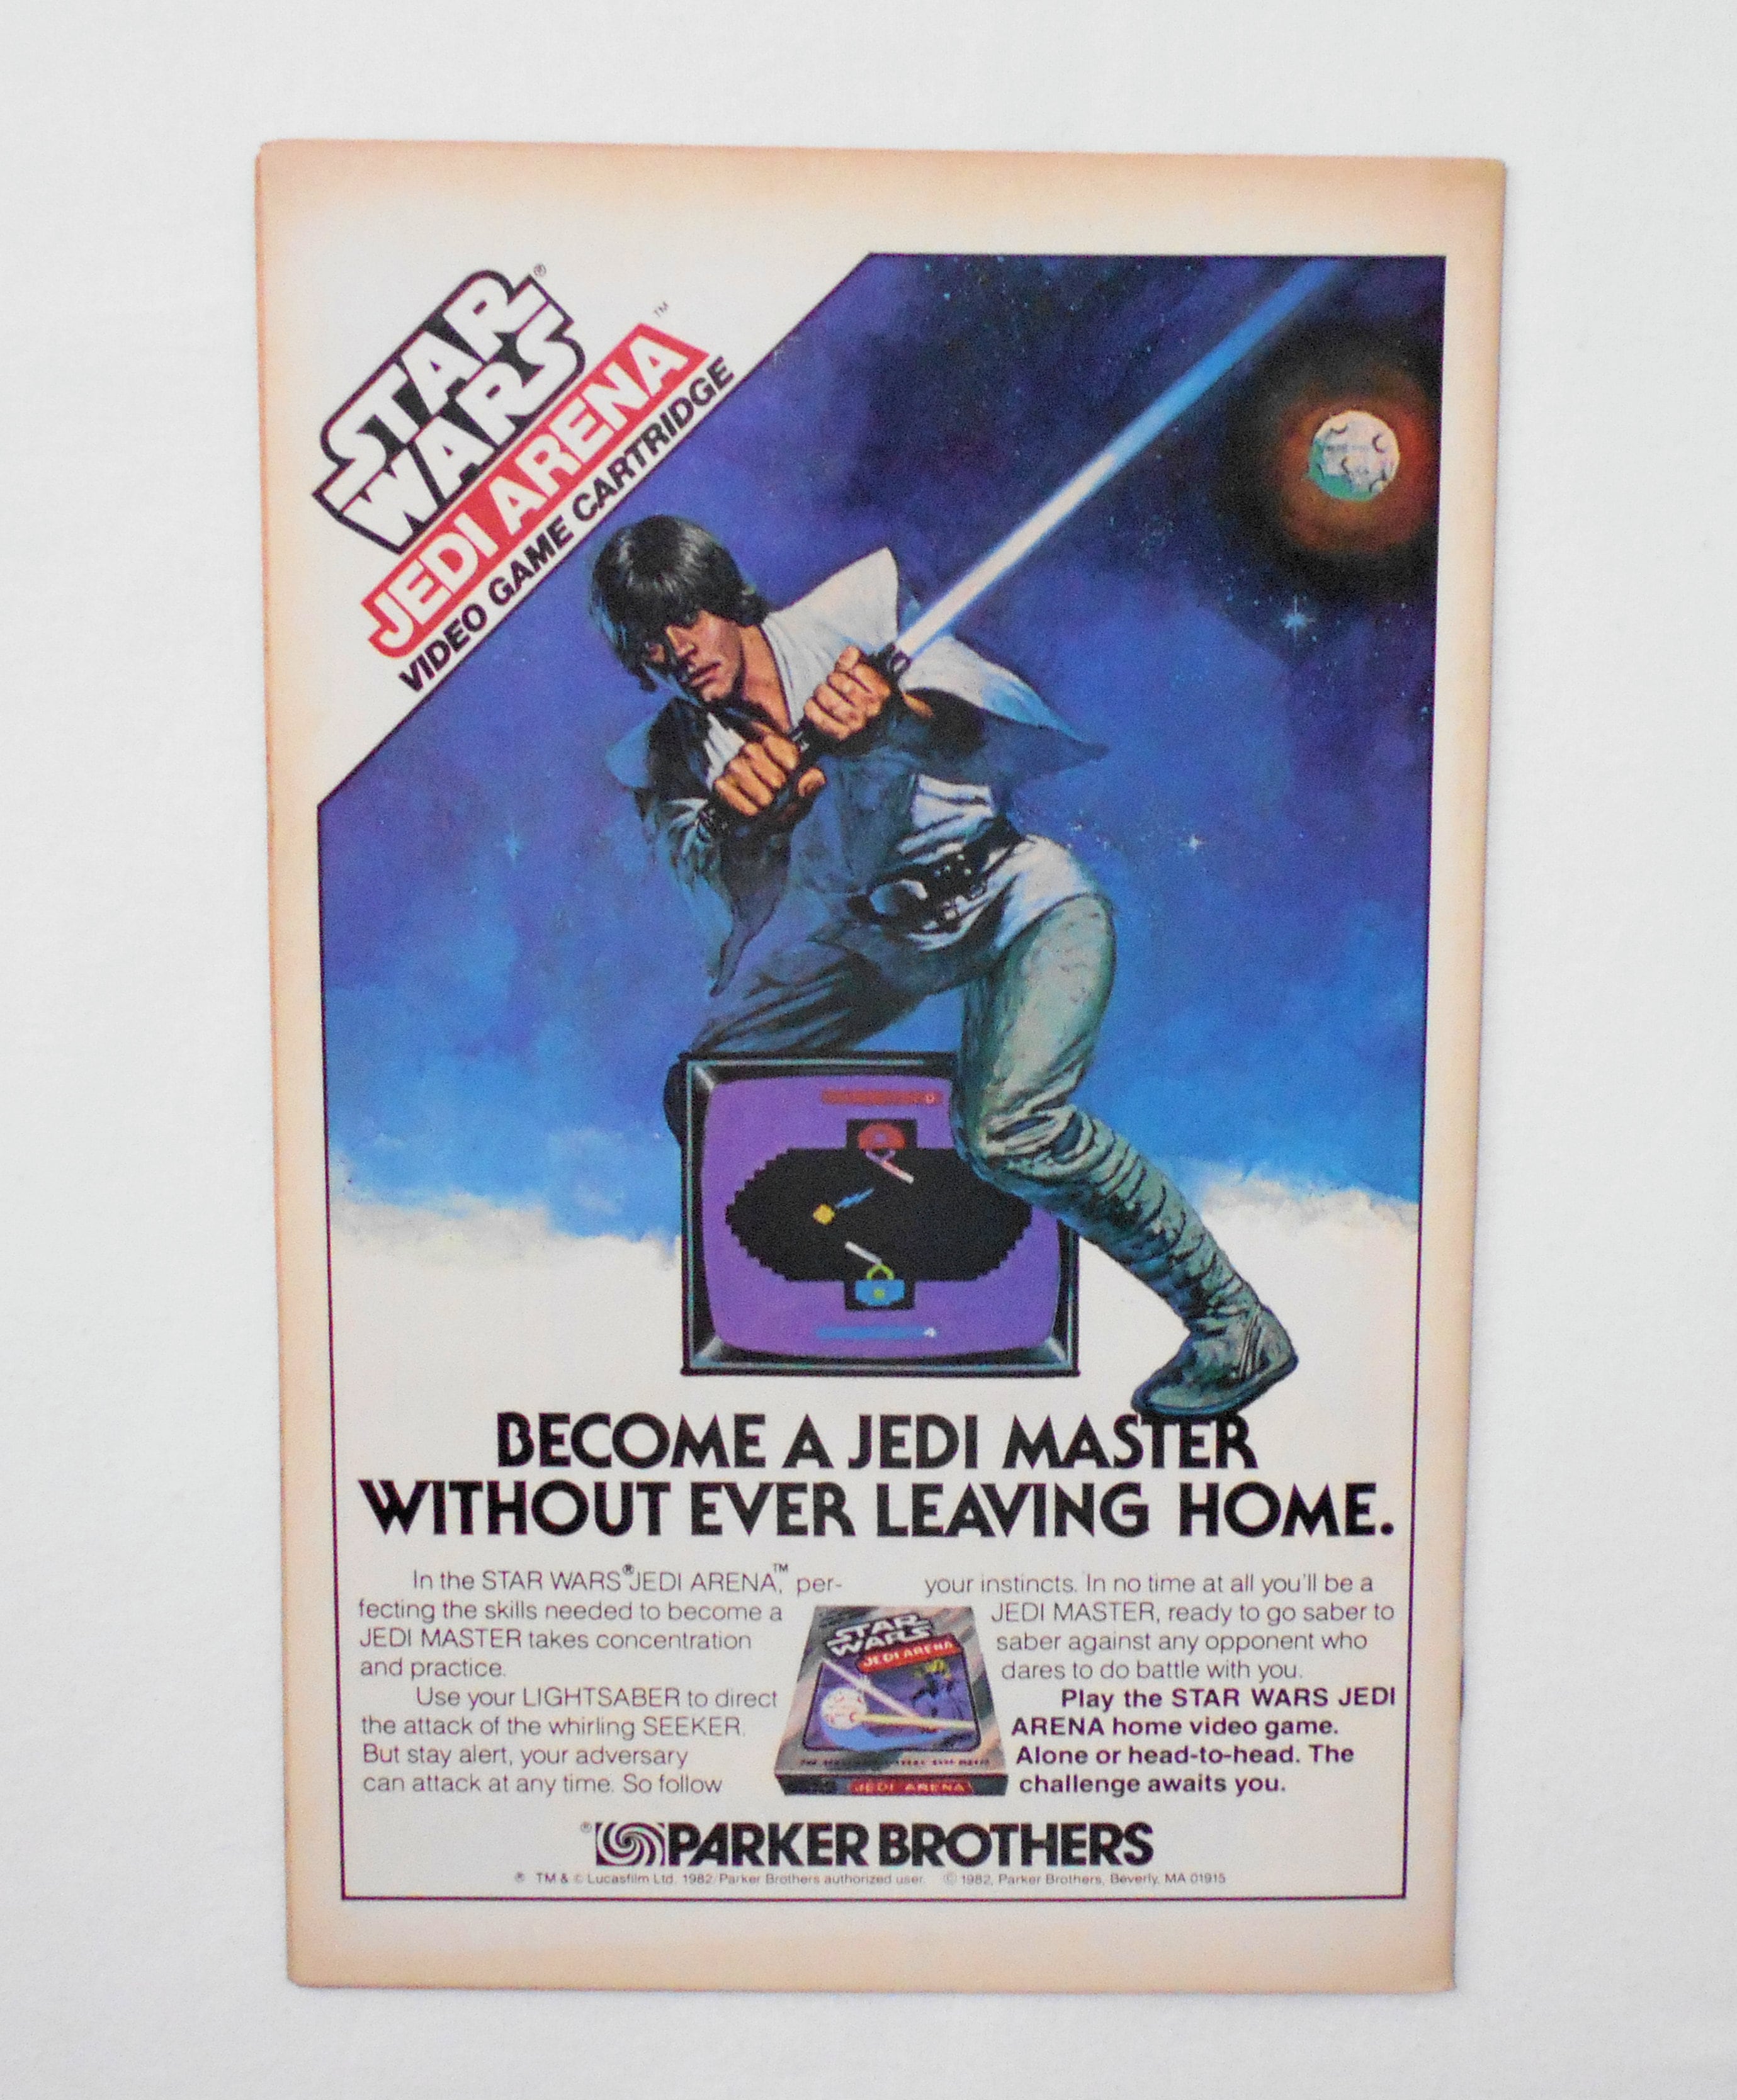 STAR
WARS®
JEDI ARENA™
VIDEO GAME CARTRIDGE
0
4
BECOME A JEDI MASTER
WITHOUT EVER LEAVING HOME.
In the STAR WARS® JEDI ARENA,™ per-
fecting the skills needed to become a
JEDI MASTER takes concentration
and practice.
Use your LIGHTSABER to direct
the attack of the whirling SEEKER.
But stay alert, your adversary
can attack at any time. So follow
your instincts. In no time at all you'll be a
JEDI MASTER, ready to go saber to
saber against any opponent who
dares to do battle with you.
Play the STAR WARS JEDI
ARENA home video game.
Alone or head-to-head. The
challenge awaits you.
STAR
WARS
JEDI ARENA
JEDI ARENA
® PARKER BROTHERS
® TM & © Lucasfilm Ltd. 1982/Parker Brothers authorized user. © 1982, Parker Brothers, Beverly, MA 01915